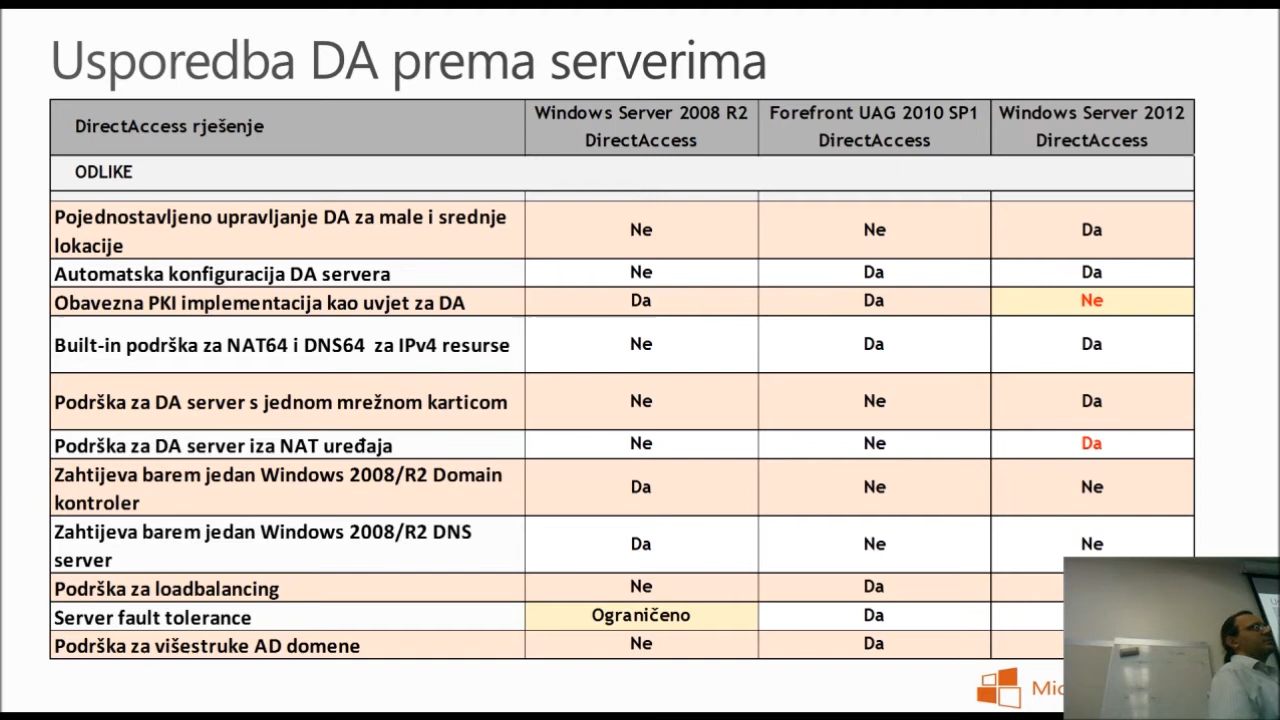 Usporedba DA prema serverima
DirectAccess rješenje
Windows Server 2008 R2
DirectAccess
Forefront UAG 2010 SP1
DirectAccess
Windows Server 2012
DirectAccess
ODLIKE
Pojednostavljeno upravljanje DA za male i srednje
lokacije
Ne
Ne
Da
Automatska konfiguracija DA servera
Ne
Da
Da
Obavezna PKI implementacija kao uvjet za DA
Da
Da
Ne
Built-in podrška za NAT64 i DNS64 za IPv4 resurse
Ne
Da
Da
Podrška za DA server s jednom mrežnom karticom
Ne
Ne
Da
Podrška za DA server iza NAT uređaja
Ne
Ne
Da
Zahtijeva barem jedan Windows 2008/R2 Domain
kontroler
Da
Ne
Ne
Zahtijeva barem jedan Windows 2008/R2 DNS
server
Da
Ne
Ne
Podrška za loadbalancing
Ne
Da
Server fault tolerance
Ograničeno
Da
Podrška za višestruke AD domene
Ne
Da